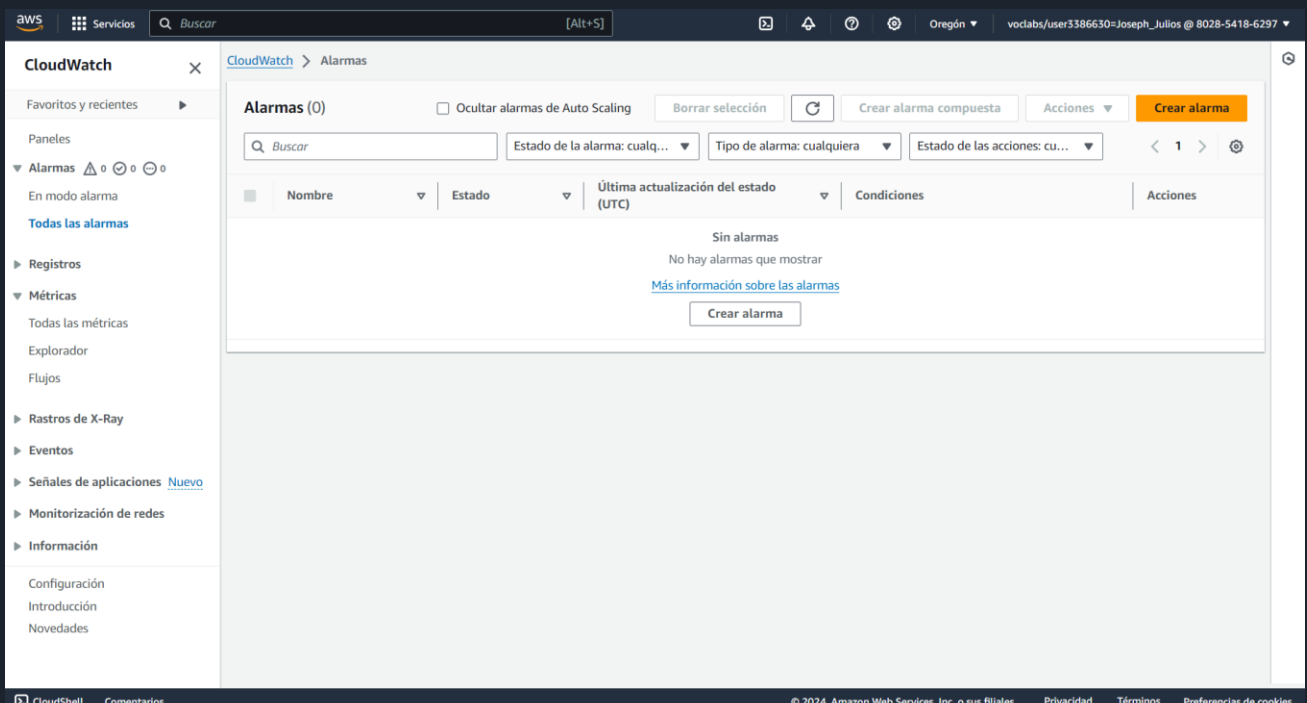 aws
Servicios
Buscar [Alt+S]
Oregón
voclabs/user3386630=Joseph_Julios @ 8028-5418-6297
CloudWatch
Favoritos y recientes
Paneles
Alarmas 0 0 0
En modo alarma
Todas las alarmas
Registros
Métricas
Todas las métricas
Explorador
Flujos
Rastros de X-Ray
Eventos
Señales de aplicaciones Nuevo
Monitorización de redes
Información
Configuración
Introducción
Novedades
CloudWatch > Alarmas
Alarmas (0)
Ocultar alarmas de Auto Scaling
Borrar selección
Crear alarma compuesta
Acciones
Crear alarma
Buscar
Estado de la alarma: cualq...
Tipo de alarma: cualquiera
Estado de las acciones: cu...
1
Nombre
Estado
Última actualización del estado
(UTC)
Condiciones
Acciones
Sin alarmas
No hay alarmas que mostrar
Más información sobre las alarmas
Crear alarma
CloudShell
Comentarios
© 2024, Amazon Web Services, Inc. o sus filiales.
Privacidad
Términos
Preferencias de cookies